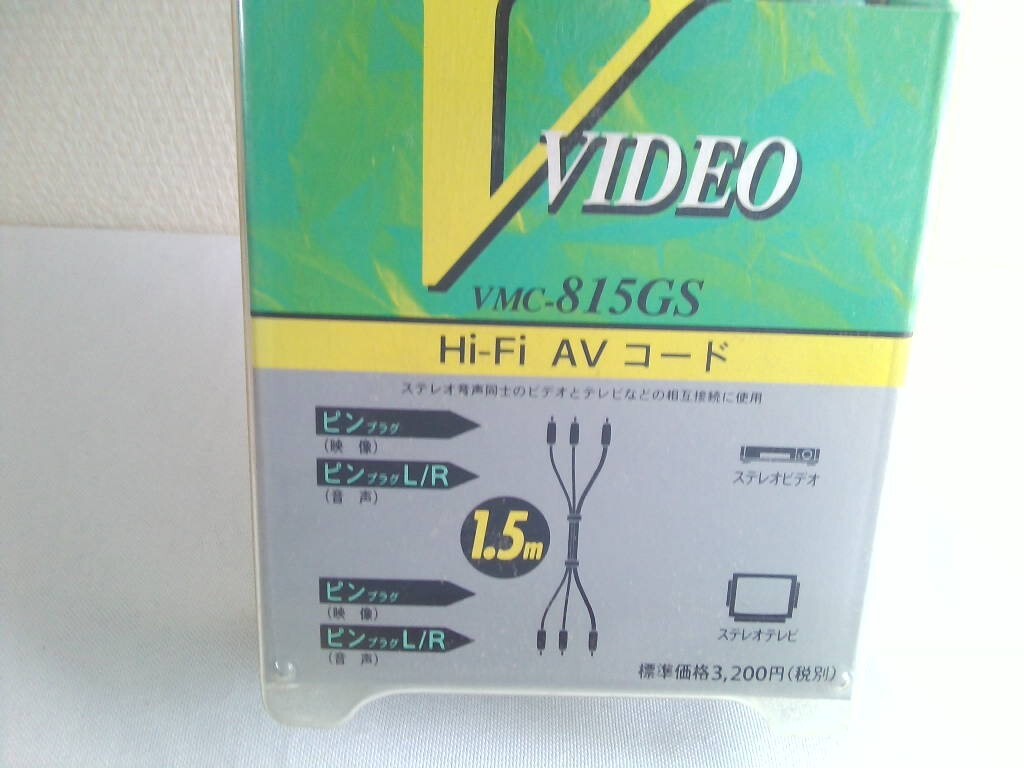 VIDEO
VMC-815GS
Hi-Fi AV コード
ステレオ音声同士のビデオとテレビなどの相互接続に使用
ピンプラグ
(映 像)
ピンプラグL/R
(音 声)
ステレオビデオ
1.5m
ピンプラグ
(映 像)
ピンプラグL/R
(音 声)
ステレオテレビ
標準価格3,200円(税別)